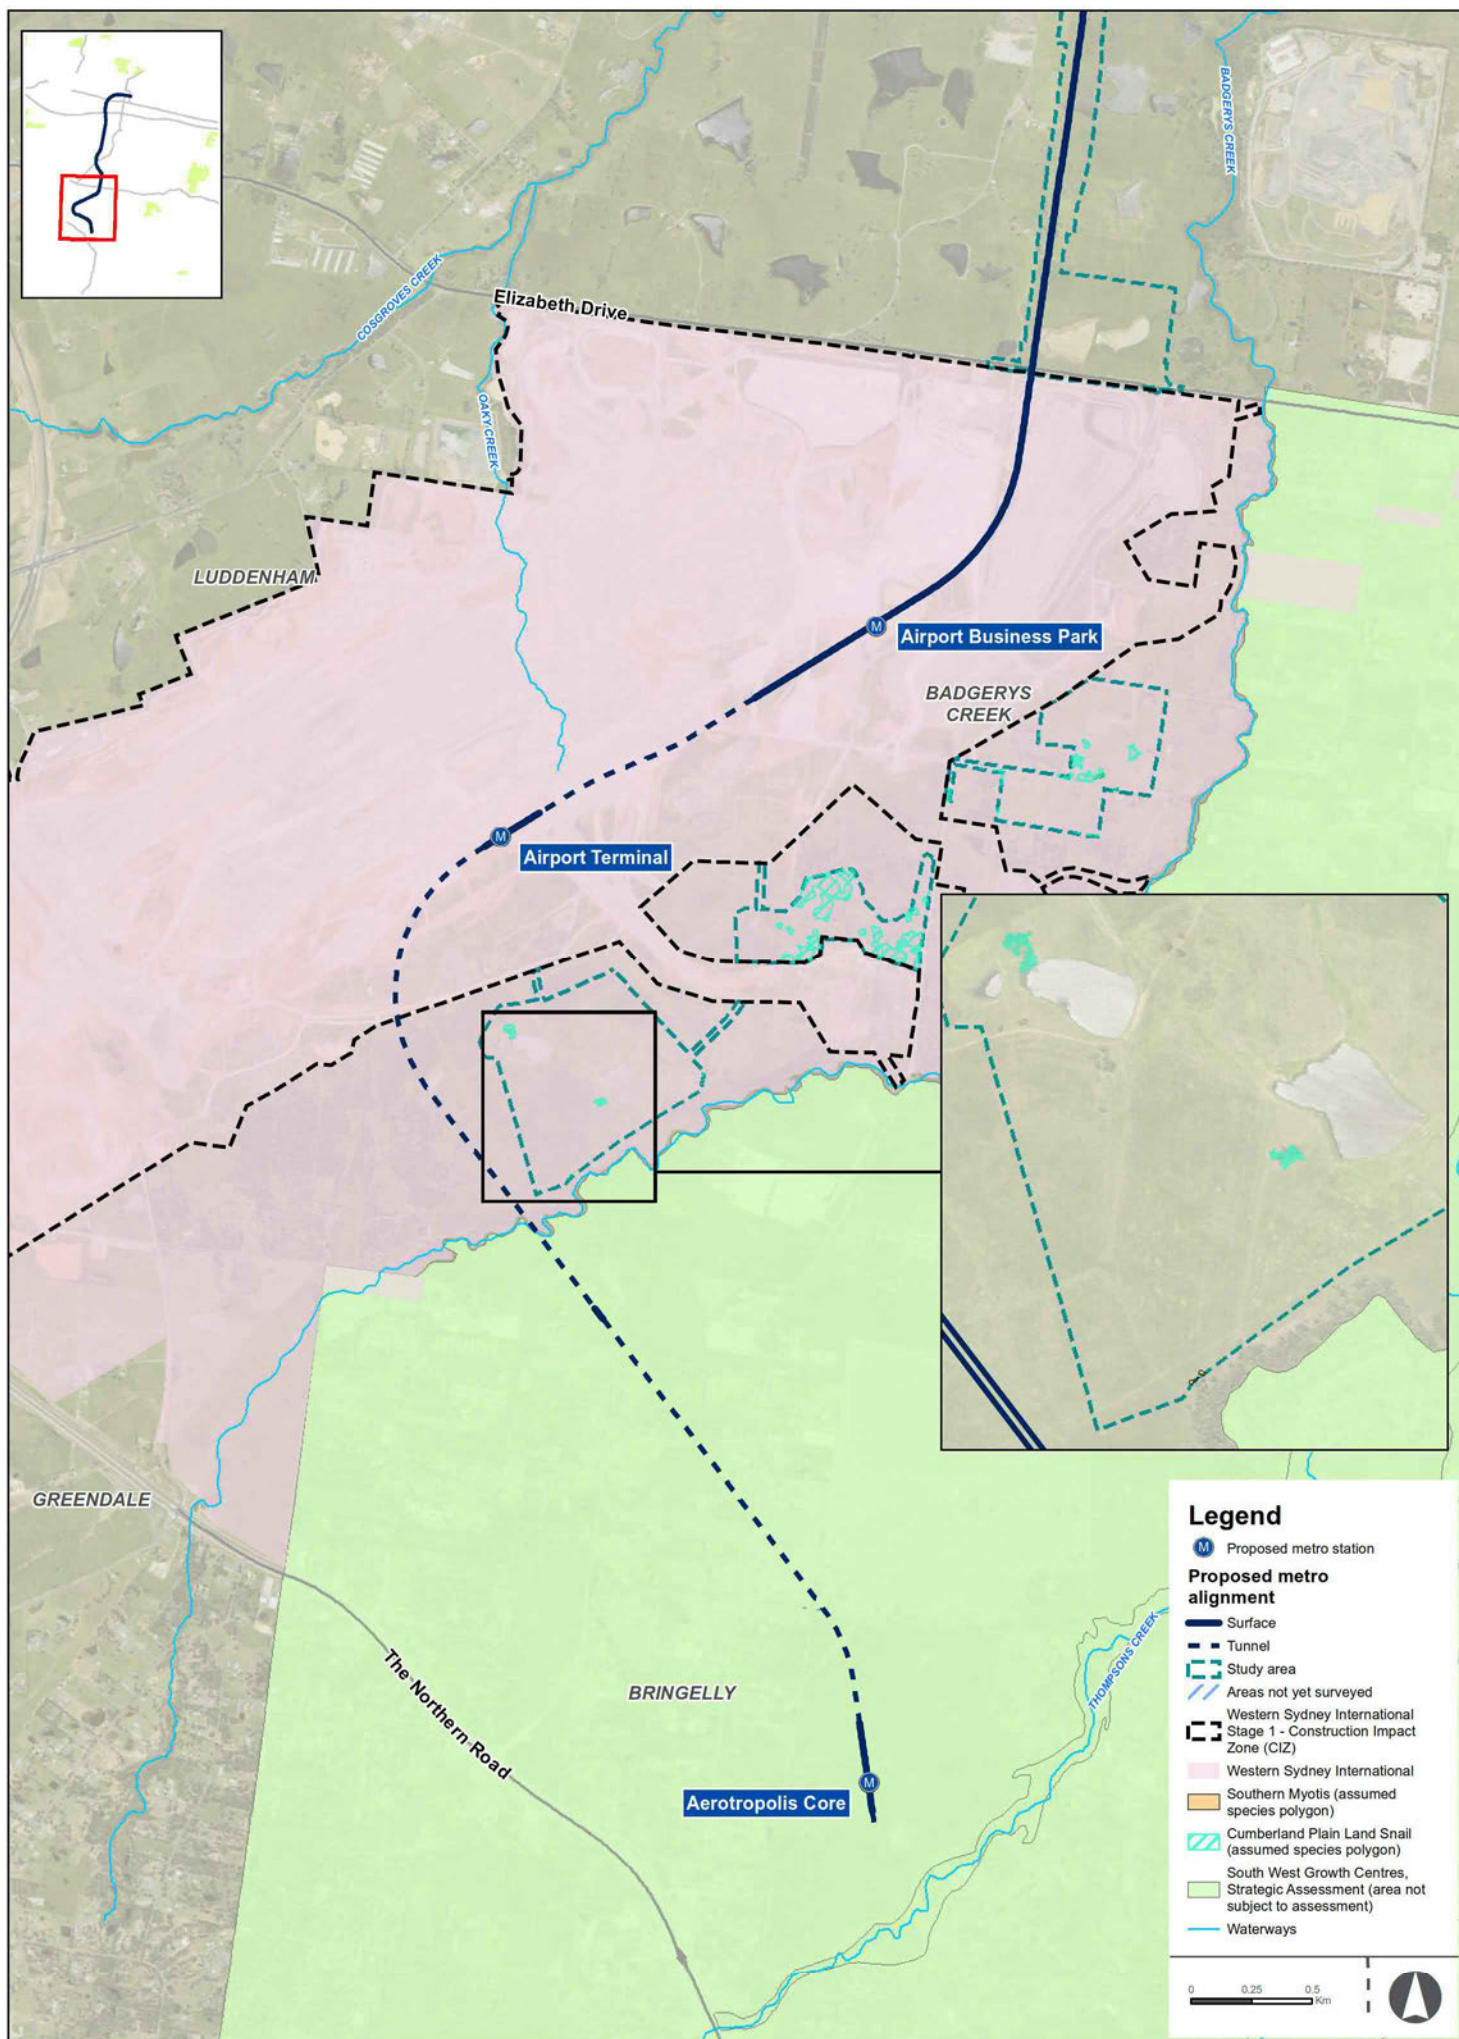 BADGERYS CREEK
COSGROVES CREEK
Elizabeth Drive
OAKY CREEK
LUDDENHAM
M
Airport Business Park
BADGERYS
CREEK
M
Airport Terminal
GREENDALE
The Northern Road
BRINGELLY
THOMPSONS CREEK
M
Aerotropolis Core
Legend
M
Proposed metro station
Proposed metro
alignment
Surface
Tunnel
Study area
Areas not yet surveyed
Western Sydney International
Stage 1 - Construction Impact
Zone (CIZ)
Western Sydney International
Southern Myotis (assumed
species polygon)
Cumberland Plain Land Snail
(assumed species polygon)
South West Growth Centres,
Strategic Assessment (area not
subject to assessment)
Waterways
0 0.25 0.5
Km